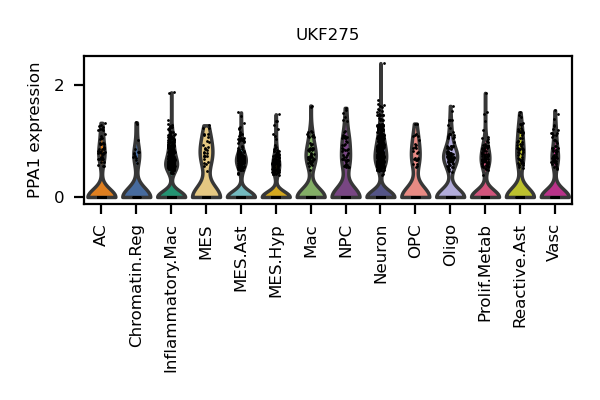 UKF275
PPA1 expression
2
0
AC
Chromatin.Reg
Inflammatory.Mac
MES
MES.Ast
MES.Hyp
Mac
NPC
Neuron
OPC
Oligo
Prolif.Metab
Reactive.Ast
Vasc